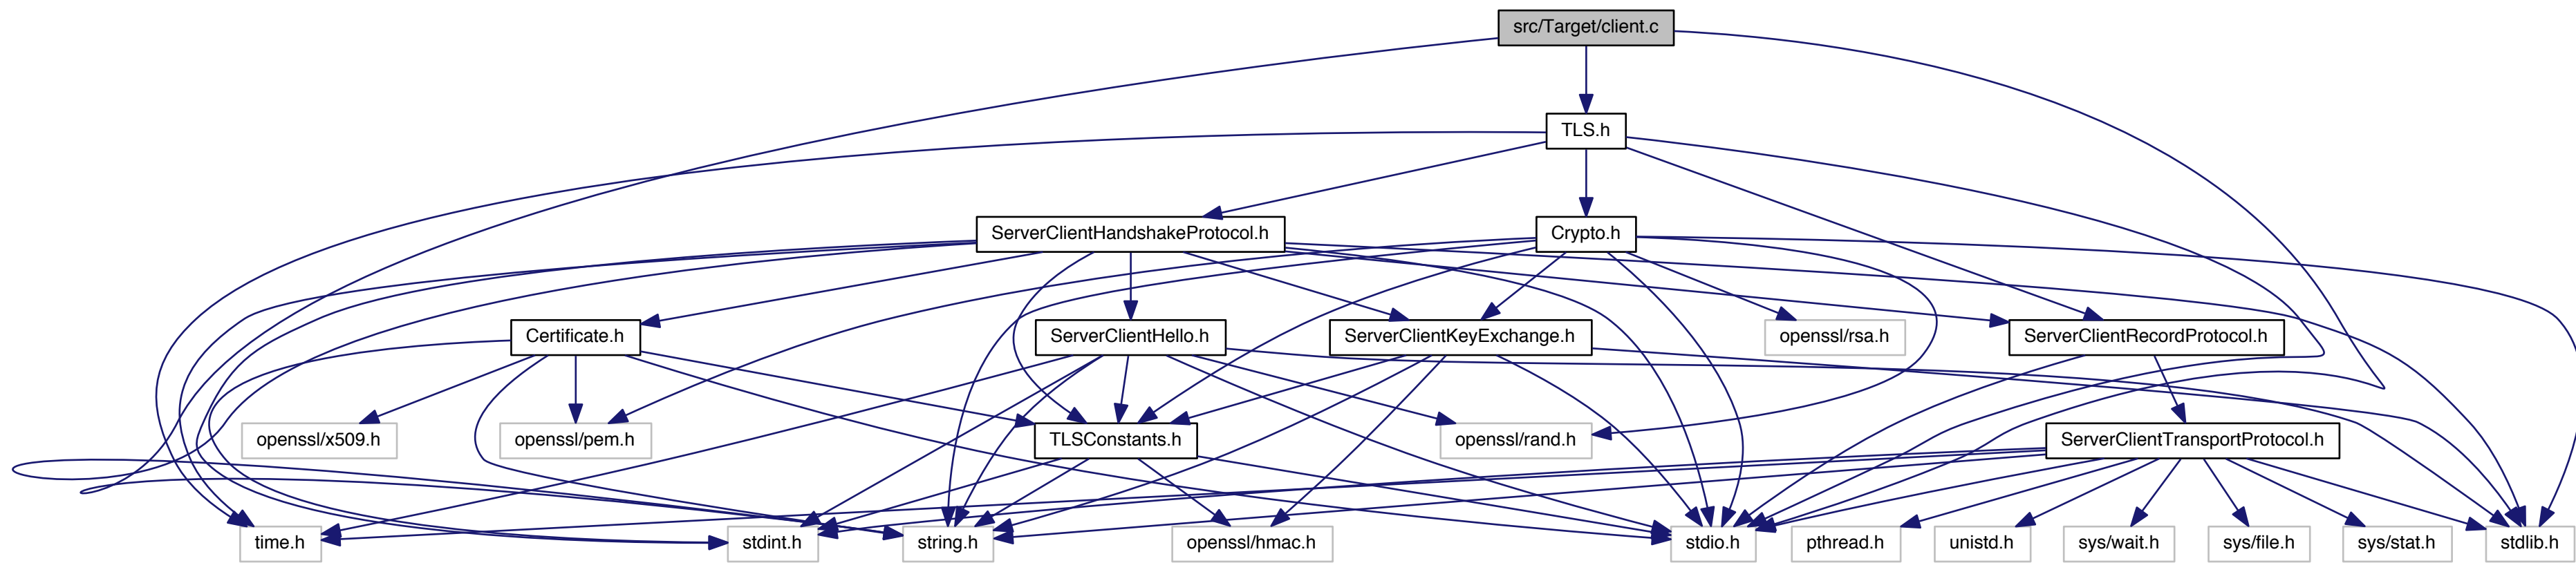 src/Target/client.c
TLS.h
ServerClientHandshakeProtocol.h
Crypto.h
Certificate.h
ServerClientHello.h
ServerClientKeyExchange.h
openssl/rsa.h
ServerClientRecordProtocol.h
openssl/x509.h
openssl/pem.h
TLSConstants.h
openssl/rand.h
ServerClientTransportProtocol.h
time.h
stdint.h
string.h
openssl/hmac.h
stdio.h
pthread.h
unistd.h
sys/wait.h
sys/file.h
sys/stat.h
stdlib.h